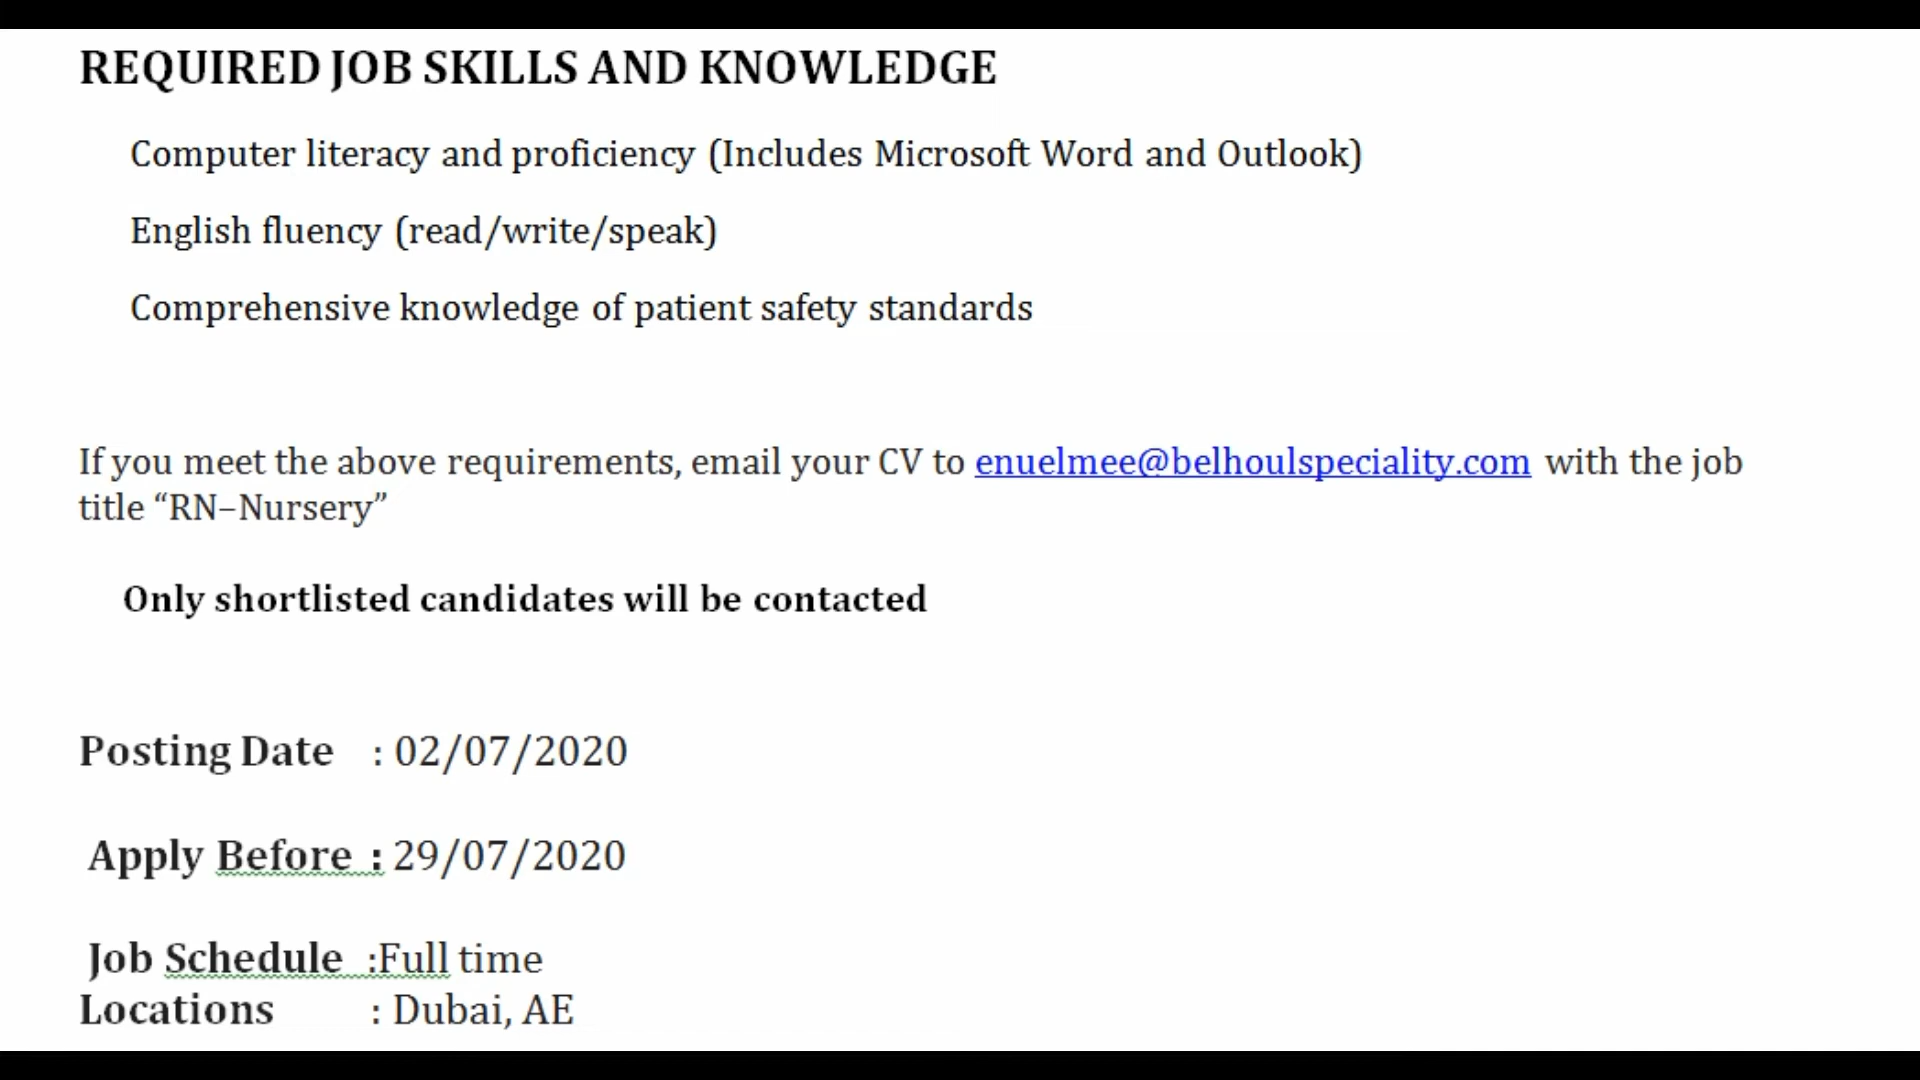 REQUIRED JOB SKILLS AND KNOWLEDGE
Computer literacy and proficiency (Includes Microsoft Word and Outlook)
English fluency (read/write/speak)
Comprehensive knowledge of patient safety standards
If you meet the above requirements, email your CV to enuelmee@belhoulspeciality.com with the job
title “RN–Nursery”
Only shortlisted candidates will be contacted
Posting Date : 02/07/2020
Apply Before : 29/07/2020
Job Schedule :Full time
Locations : Dubai, AE